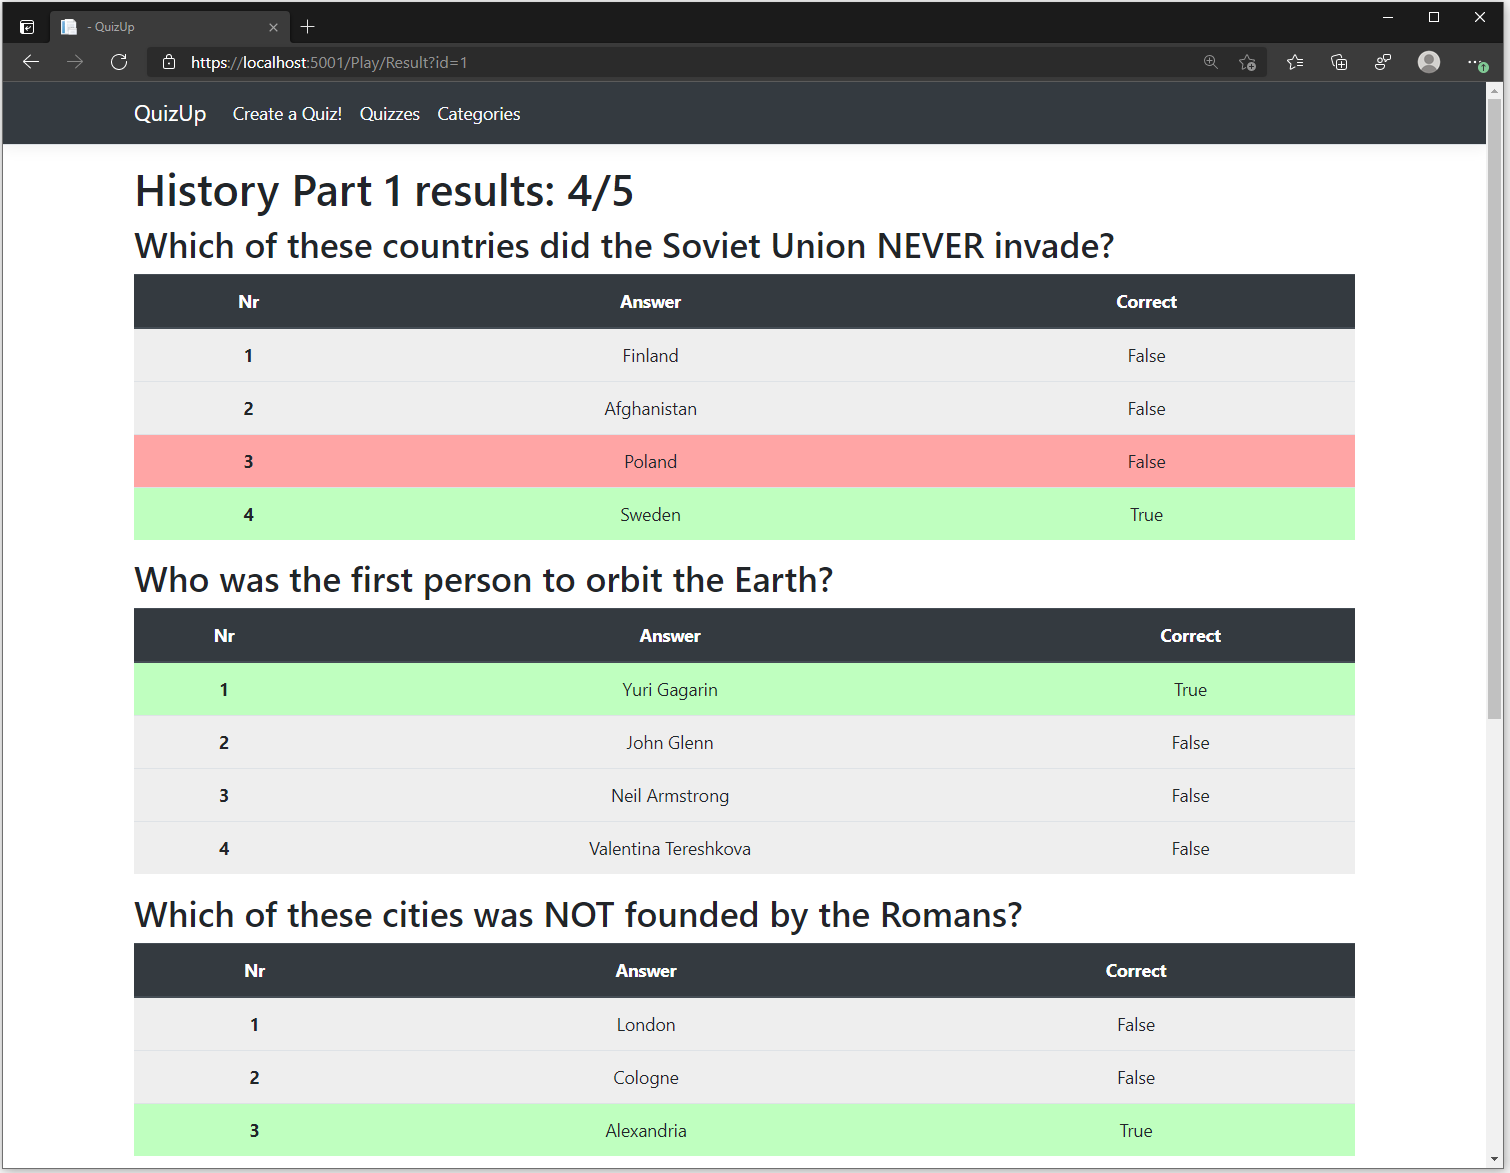 - QuizUp
https://localhost:5001/Play/Result?id=1
QuizUp Create a Quiz! Quizzes Categories
History Part 1 results: 4/5
Which of these countries did the Soviet Union NEVER invade?
Nr Answer Correct
1 Finland False
2 Afghanistan False
3 Poland False
4 Sweden True
Who was the first person to orbit the Earth?
Nr Answer Correct
1 Yuri Gagarin True
2 John Glenn False
3 Neil Armstrong False
4 Valentina Tereshkova False
Which of these cities was NOT founded by the Romans?
Nr Answer Correct
1 London False
2 Cologne False
3 Alexandria True